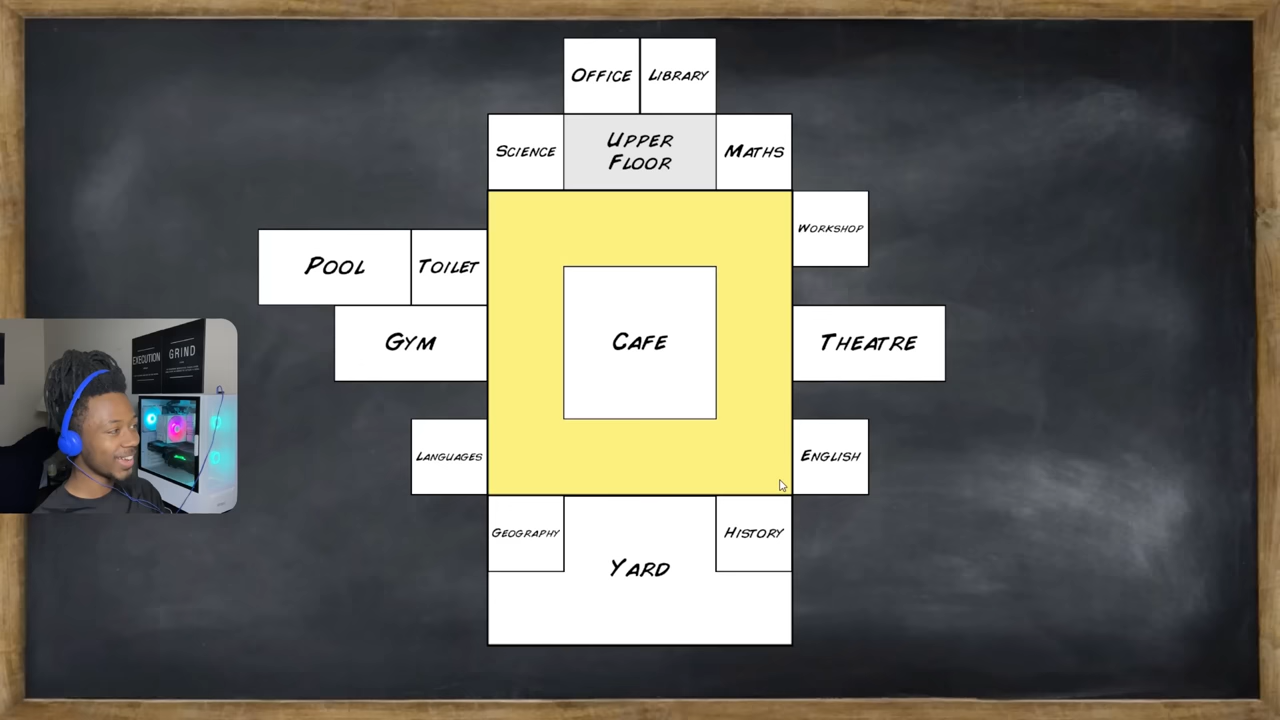 OFFICE
LIBRARY
SCIENCE
UPPER
FLOOR
MATHS
WORKSHOP
POOL
TOILET
GYM
CAFE
THEATRE
LANGUAGES
ENGLISH
GEOGRAPHY
HISTORY
YARD
EXECUTION
GRIND